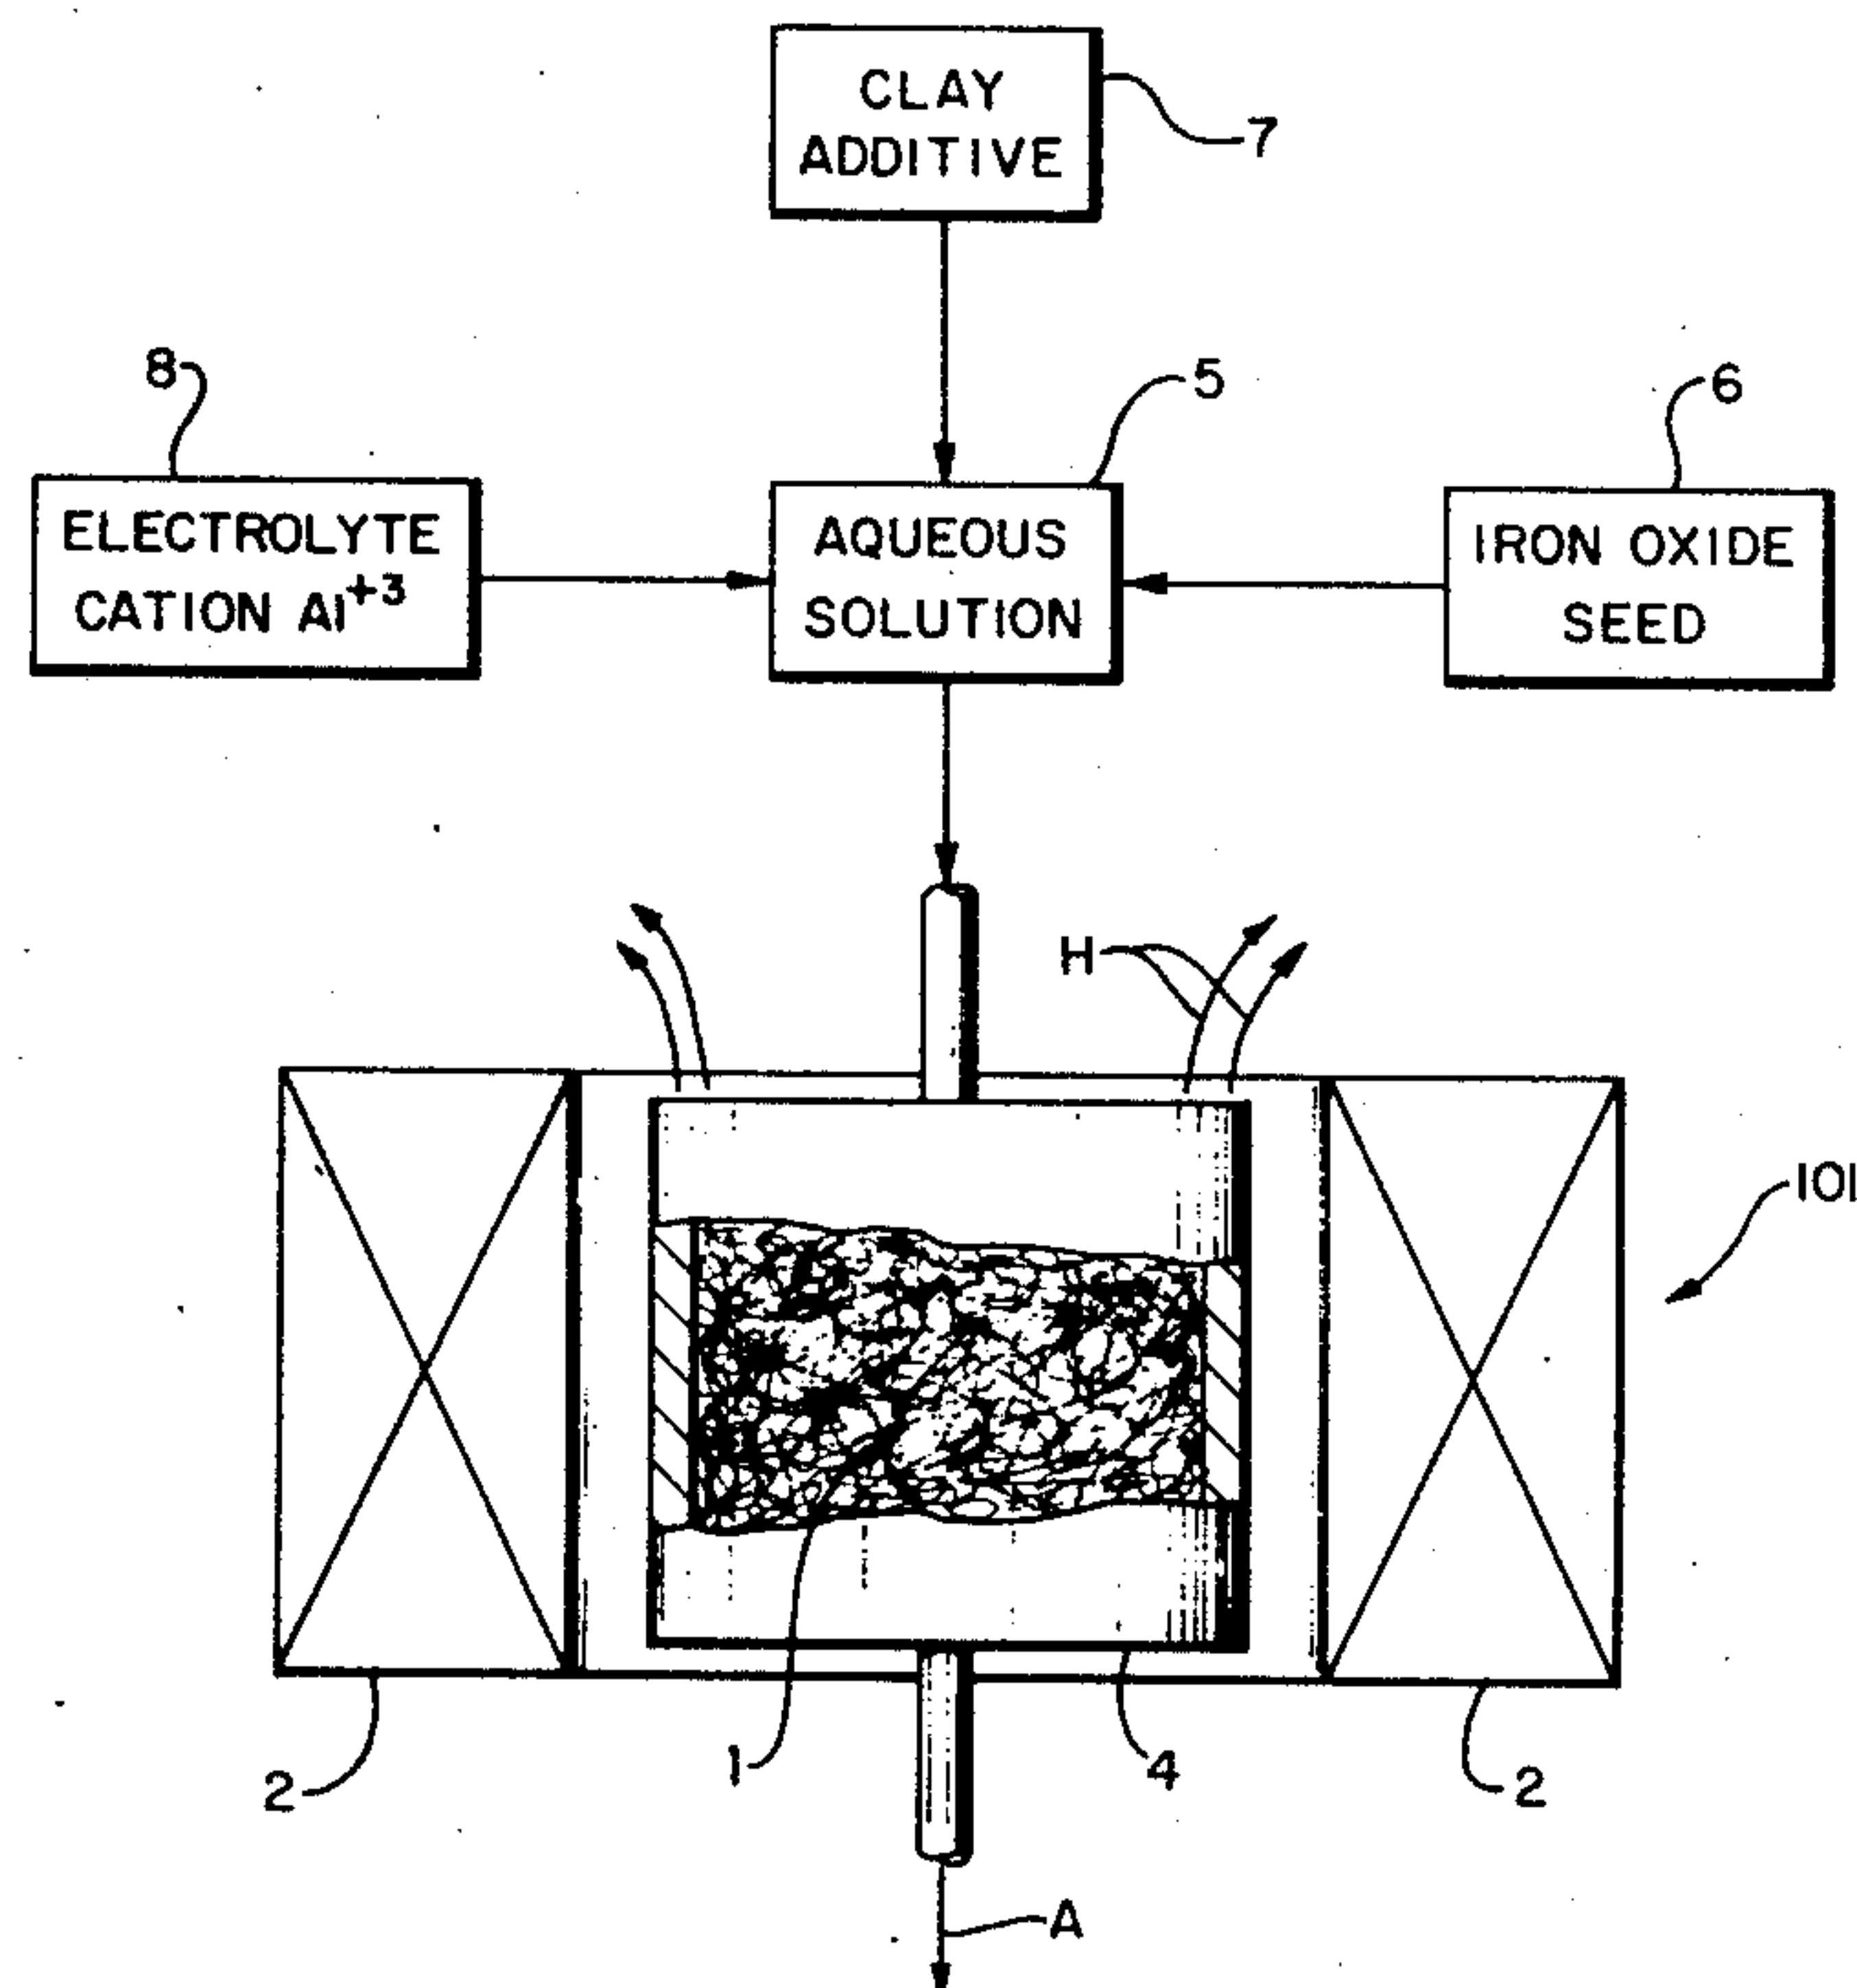 CLAY
ADDITIVE
7
8
5
6
ELECTROLYTE
CATION Al+3
AQUEOUS
SOLUTION
IRON OXIDE
SEED
H
101
2
1
4
2
A